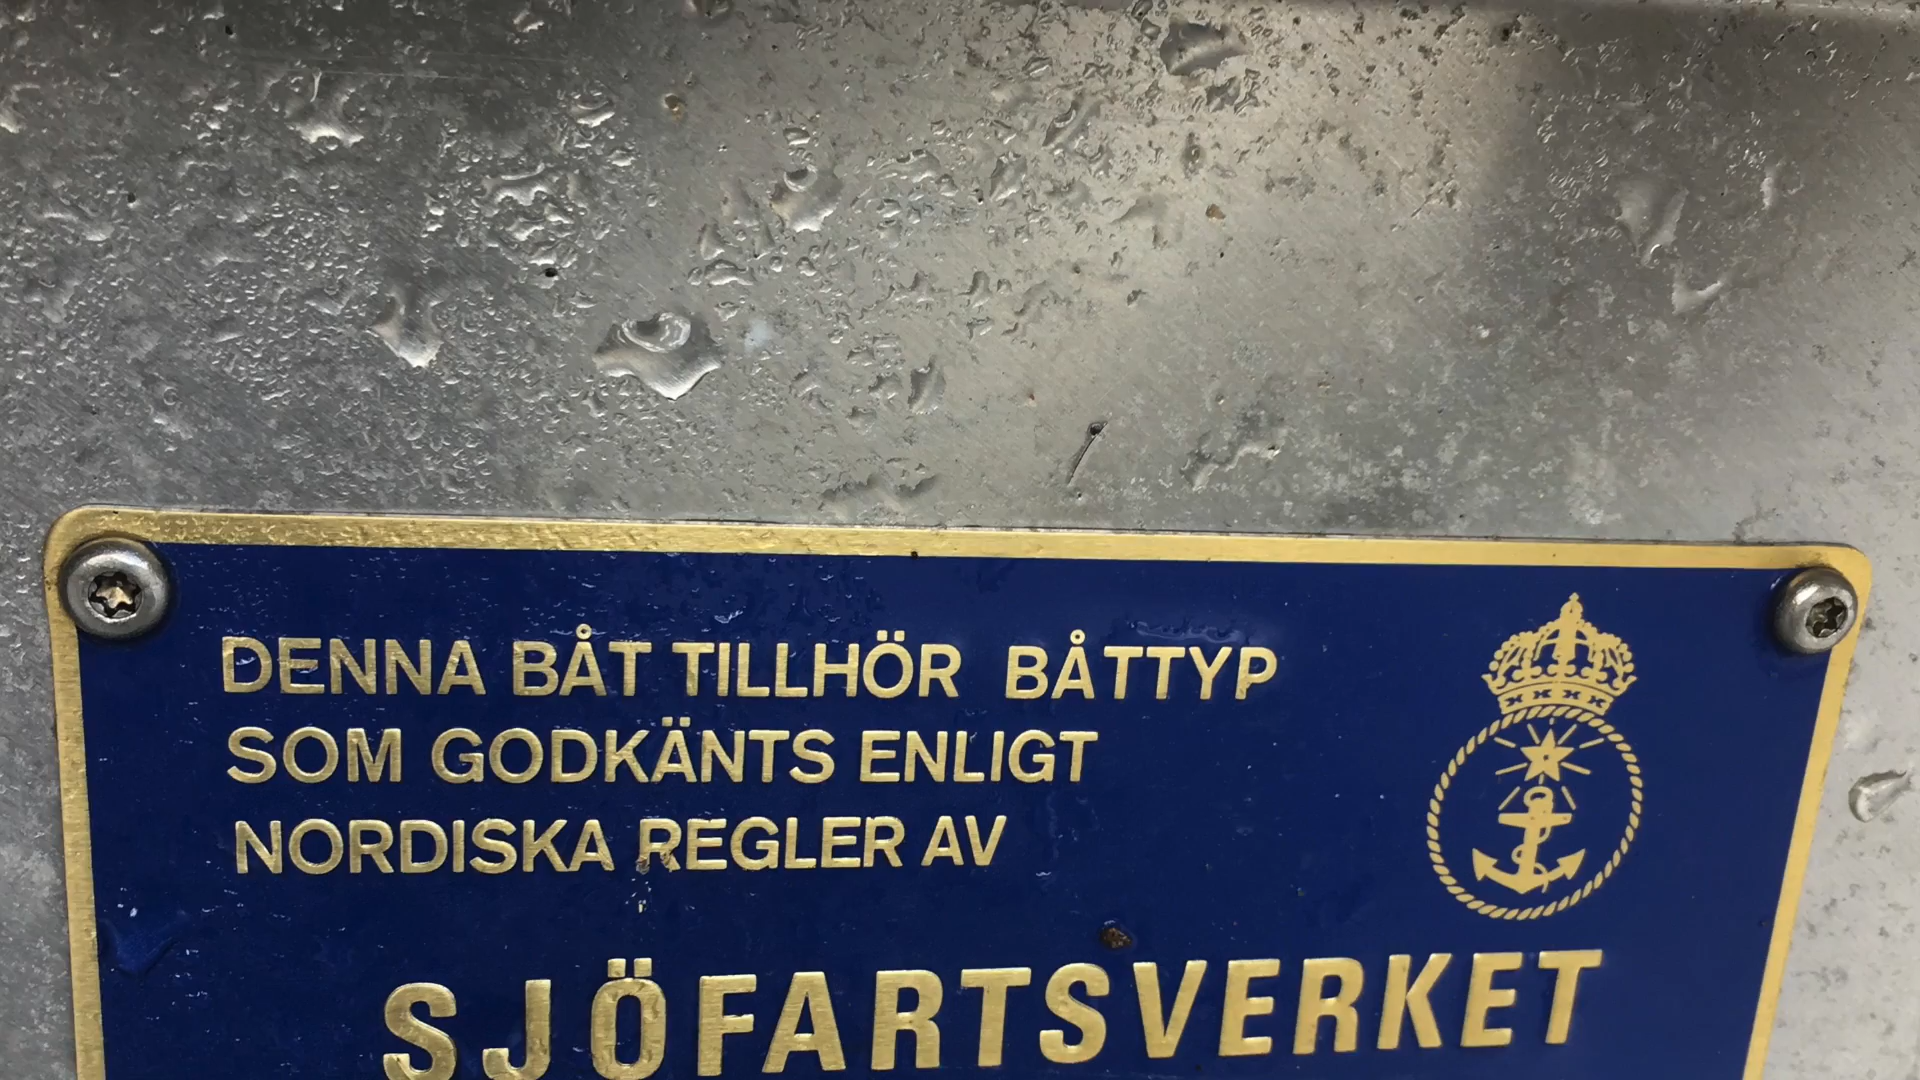 DENNA BÅT TILLHÖR BÅTTYP
SOM GODKÄNTS ENLIGT
NORDISKA REGLER AV
SJÖFARTSVERKET